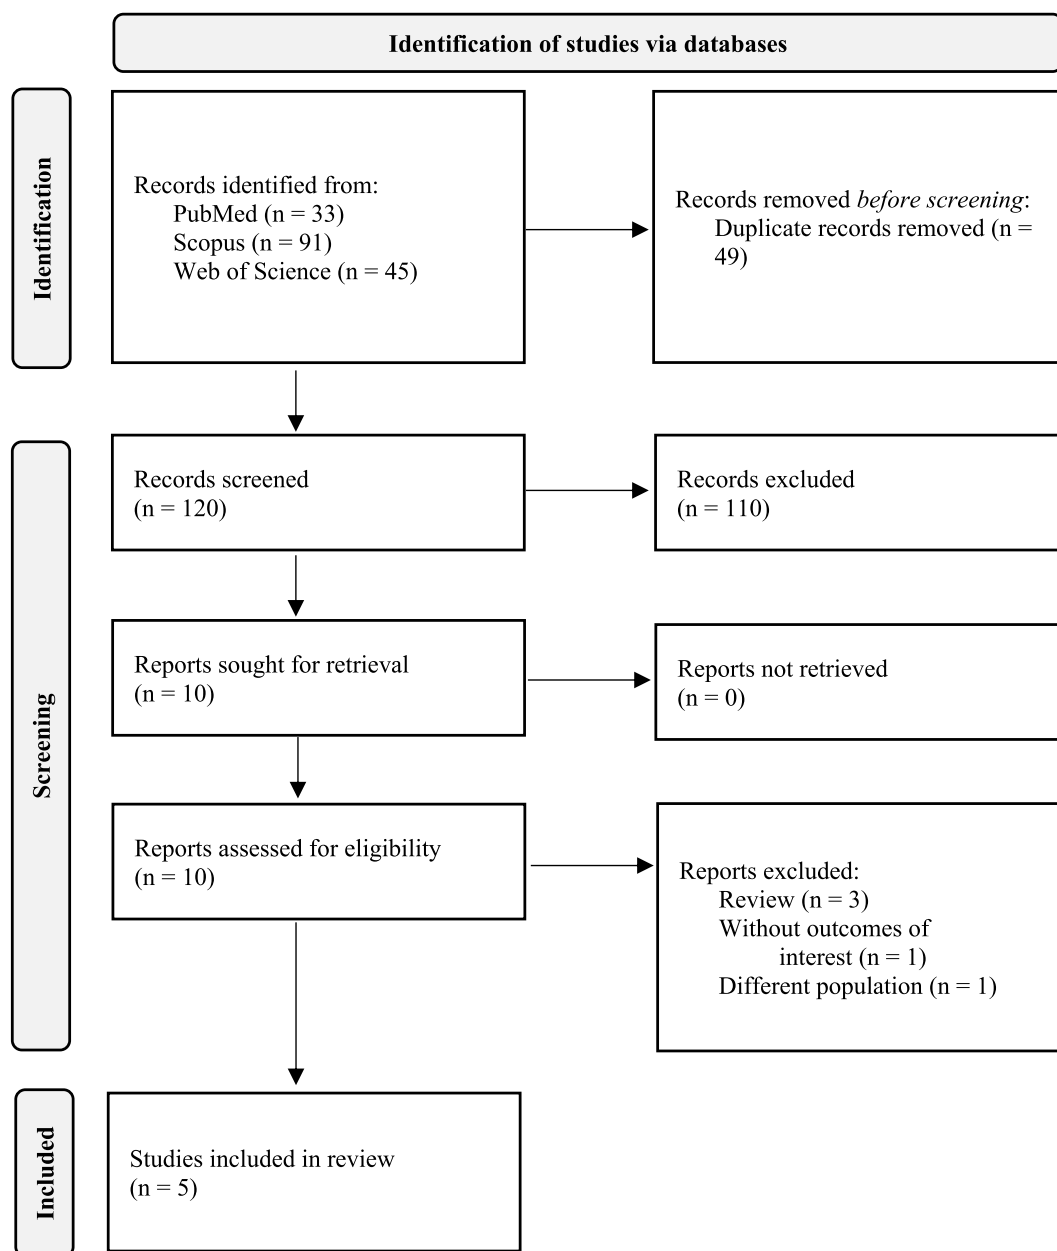 Identification of studies via databases
Identification
Records identified from:
PubMed (n = 33)
Scopus (n = 91)
Web of Science (n = 45)
Records removed before screening:
Duplicate records removed (n =
49)
Screening
Records screened
(n = 120)
Records excluded
(n = 110)
Reports sought for retrieval
(n = 10)
Reports not retrieved
(n = 0)
Reports assessed for eligibility
(n = 10)
Reports excluded:
Review (n = 3)
Without outcomes of
interest (n = 1)
Different population (n = 1)
Included
Studies included in review
(n = 5)